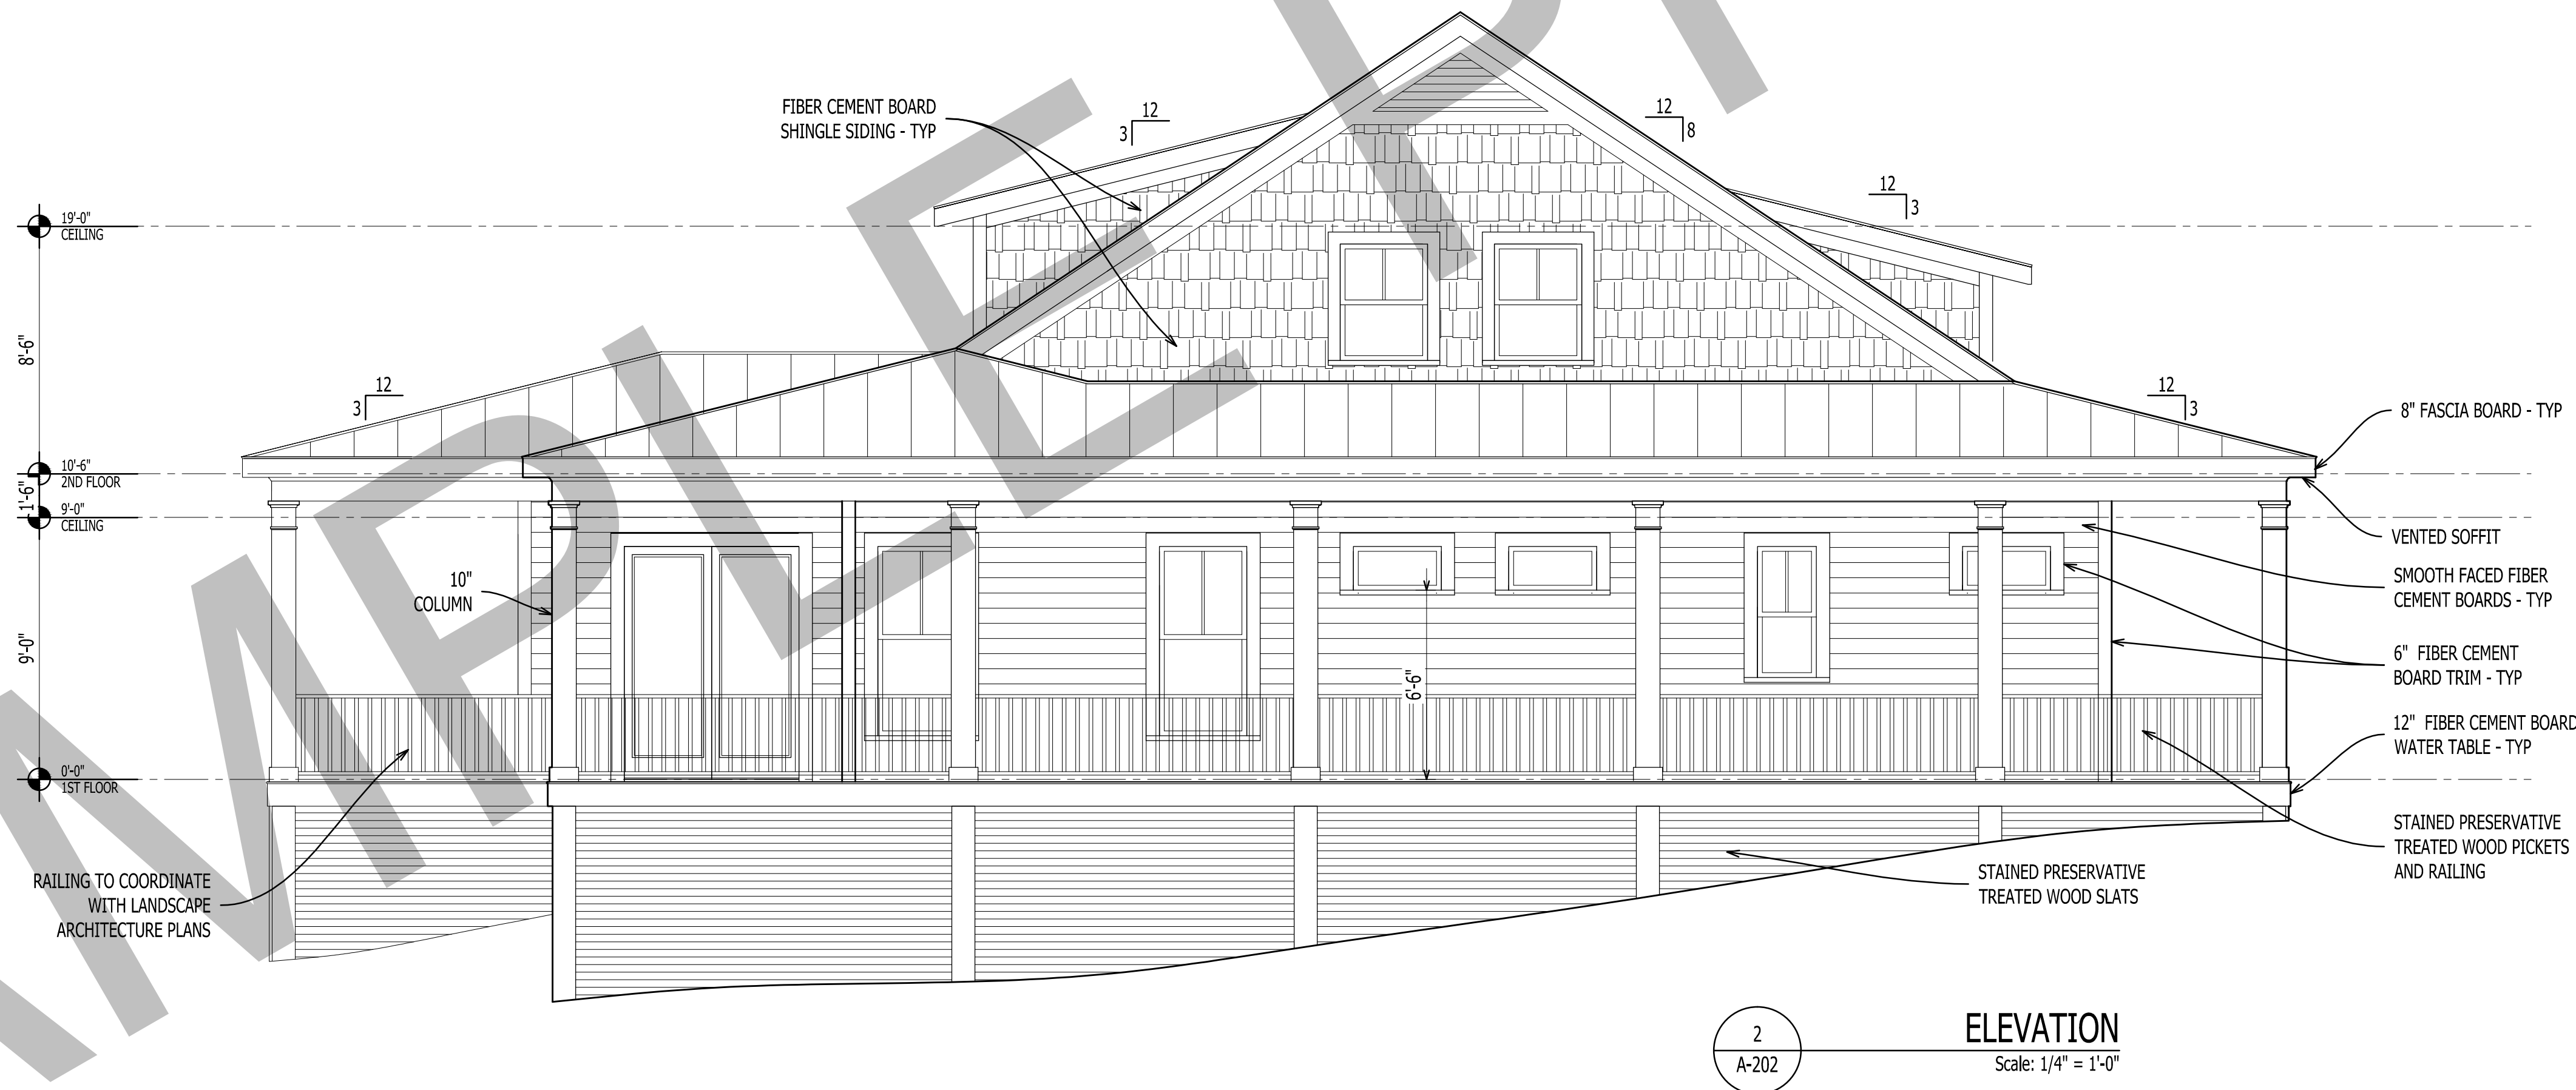 SAMPLE PL
FIBER CEMENT BOARD
SHINGLE SIDING - TYP
12
3
12
8
12
3
19'-0"
CEILING
8'-6"
12
3
12
3
8" FASCIA BOARD - TYP
10'-6"
2ND FLOOR
1'-6"
9'-0"
CEILING
VENTED SOFFIT
SMOOTH FACED FIBER
CEMENT BOARDS - TYP
10"
COLUMN
9'-0"
6'-6"
6"  FIBER CEMENT
BOARD TRIM - TYP
12"  FIBER CEMENT BOARD
WATER TABLE - TYP
0'-0"
1ST FLOOR
STAINED PRESERVATIVE
TREATED WOOD PICKETS
AND RAILING
RAILING TO COORDINATE
WITH LANDSCAPE
ARCHITECTURE PLANS
STAINED PRESERVATIVE
TREATED WOOD SLATS
2
A-202
ELEVATION
Scale: 1/4" = 1'-0"